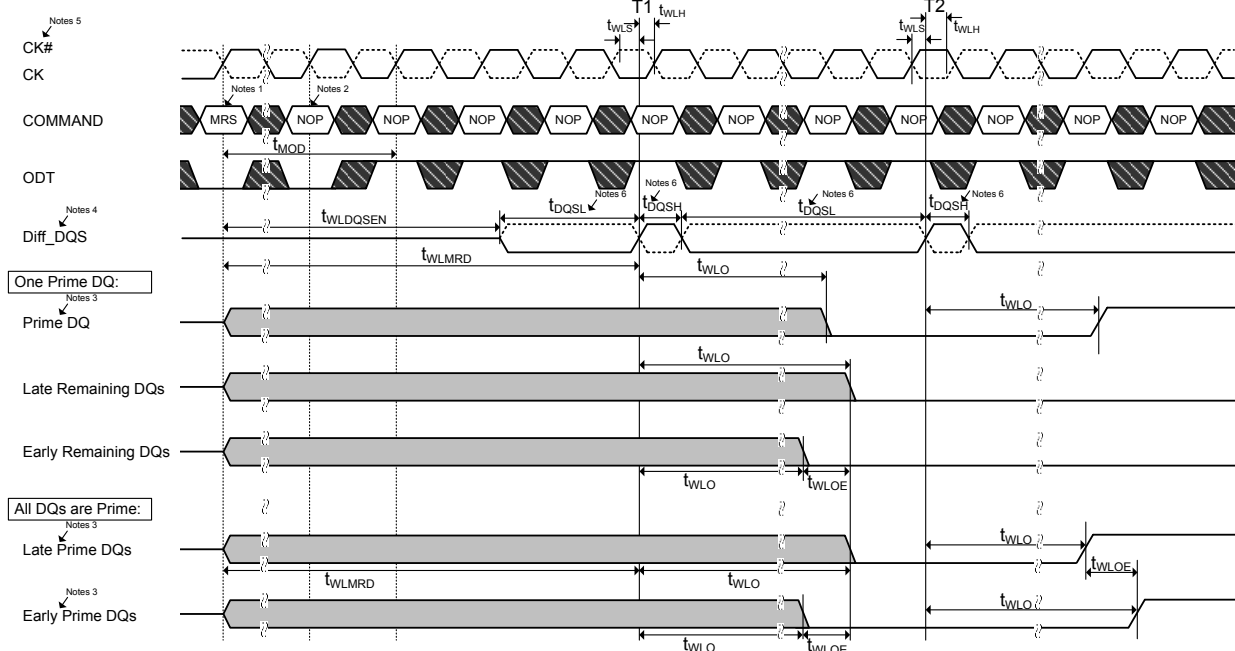 T1 T2
Notes 5 tWLS tWLH tWLS tWLH
CK#
CK
Notes 1 Notes 2
COMMAND MRS NOP NOP NOP NOP NOP NOP NOP NOP NOP NOP NOP
tMOD
ODT
Notes 4 Notes 6 Notes 6 Notes 6 Notes 6
tWLDQSEN tDQSL tDQSH tDQSL tDQSH
Diff_DQS
tWLMRD
One Prime DQ:
tWLO
Notes 3 tWLO
Prime DQ
tWLO
Late Remaining DQs
Early Remaining DQs
tWLO tWLOE
All DQs are Prime:
Notes 3
Late Prime DQs tWLO
tWLMRD tWLO tWLOE
Notes 3
Early Prime DQs tWLO
tWLO tWLOE